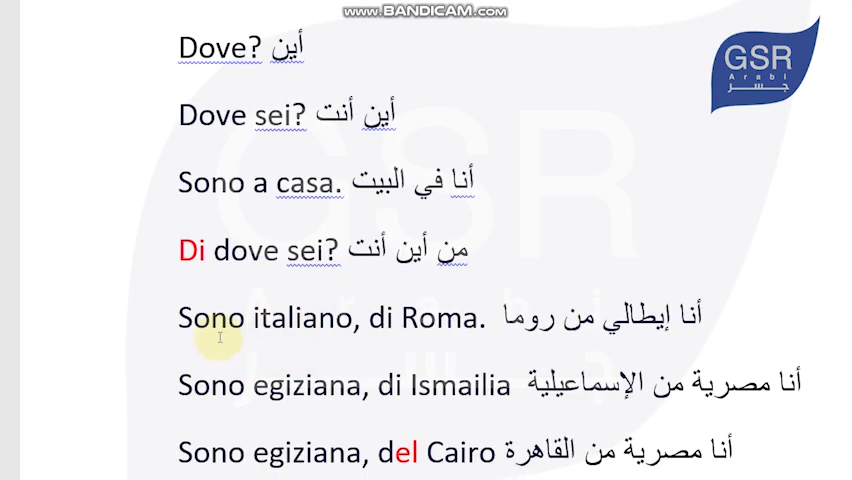 WWW.BANDICAM.COM
GSR
Arabi
جسر
Dove? أين
Dove sei? أين أنت
Sono a casa. أنا في البيت
Di dove sei? من أين أنت
Sono italiano, di Roma. أنا إيطالي من روما
Sono egiziana, di Ismailia أنا مصرية من الإسماعيلية
Sono egiziana, del Cairo أنا مصرية من القاهرة